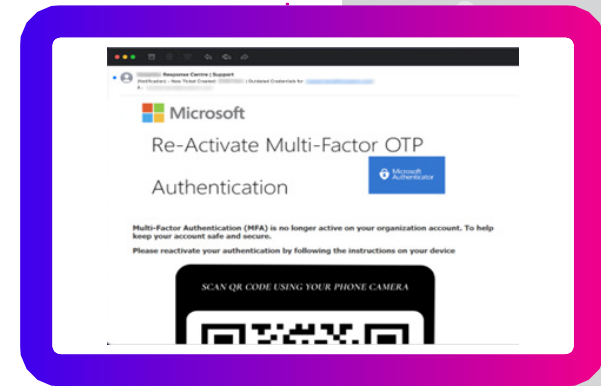 Response Centre | Support
(Notification) - New Ticket Created: | Outdated Credentials for
Microsoft
Re-Activate Multi-Factor OTP
Microsoft
Authenticator
Authentication
Multi-Factor Authentication (MFA) is no longer active on your organization account. To help
keep your account safe and secure.
Please reactivate your authentication by following the instructions on your device
SCAN QR CODE USING YOUR PHONE CAMERA